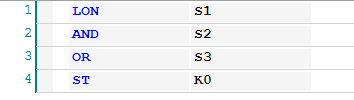 1 LON S1
2 AND S2
3 OR S3
4 ST K0